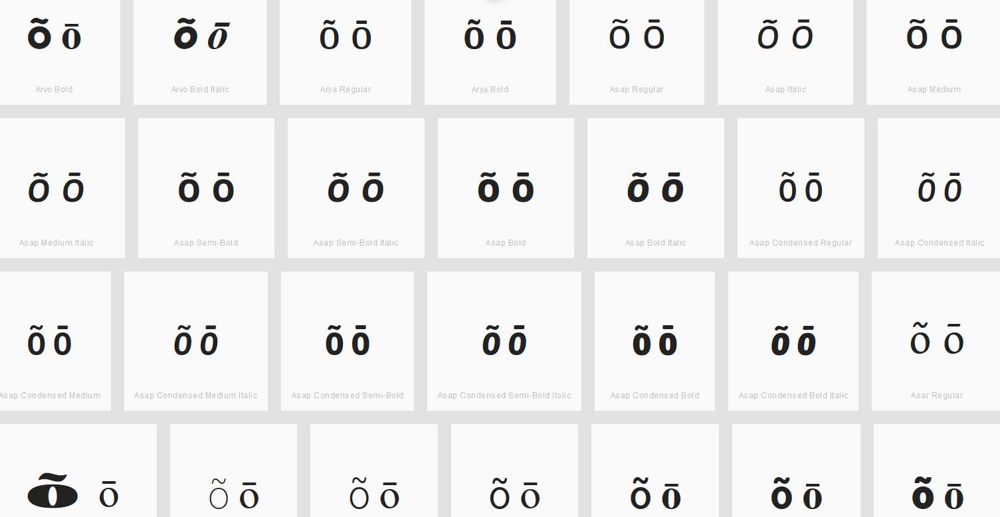 õ ō õ ō õ ō õ ō õ ō õ ō õ ō
Arvo Bold Arvo Bold Italic Arya Regular Arya Bold Asap Regular Asap Italic Asap Medium
õ ō õ ō õ ō õ ō õ ō õ ō õ ō
Asap Medium Italic Asap Semi-Bold Asap Semi-Bold Italic Asap Bold Asap Bold Italic Asap Condensed Regular Asap Condensed Italic
õ ō õ ō õ ō õ ō õ ō õ ō õ ō
Asap Condensed Medium Asap Condensed Medium Italic Asap Condensed Semi-Bold Asap Condensed Semi-Bold Italic Asap Condensed Bold Asap Condensed Bold Italic Asar Regular
õ ō õ ō õ ō õ ō õ ō õ ō õ ō